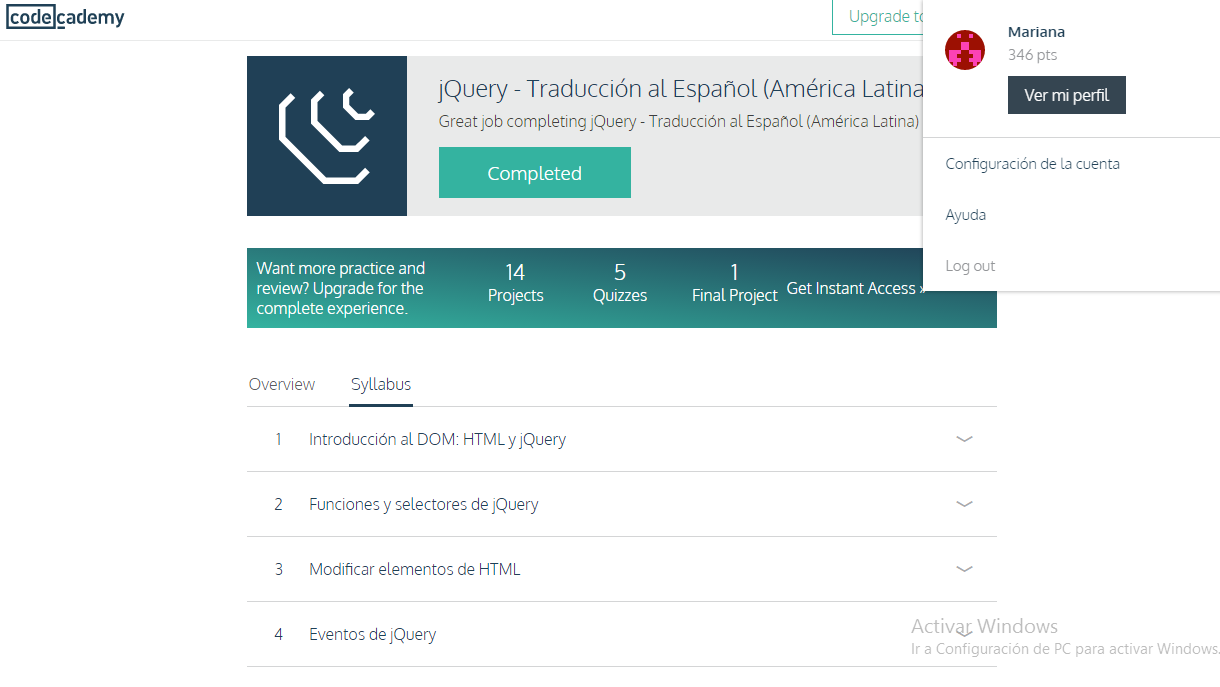 codecademy
Upgrade to
Mariana
346 pts
Ver mi perfil
Configuración de la cuenta
Ayuda
Log out
jQuery - Traducción al Español (América Latina
Great job completing jQuery - Traducción al Español (América Latina)
Completed
Want more practice and
review? Upgrade for the
complete experience.
14
Projects
5
Quizzes
1
Final Project
Get Instant Access »
Overview
Syllabus
1 Introducción al DOM: HTML y jQuery
2 Funciones y selectores de jQuery
3 Modificar elementos de HTML
4 Eventos de jQuery
Activar Windows
Ir a Configuración de PC para activar Windows.